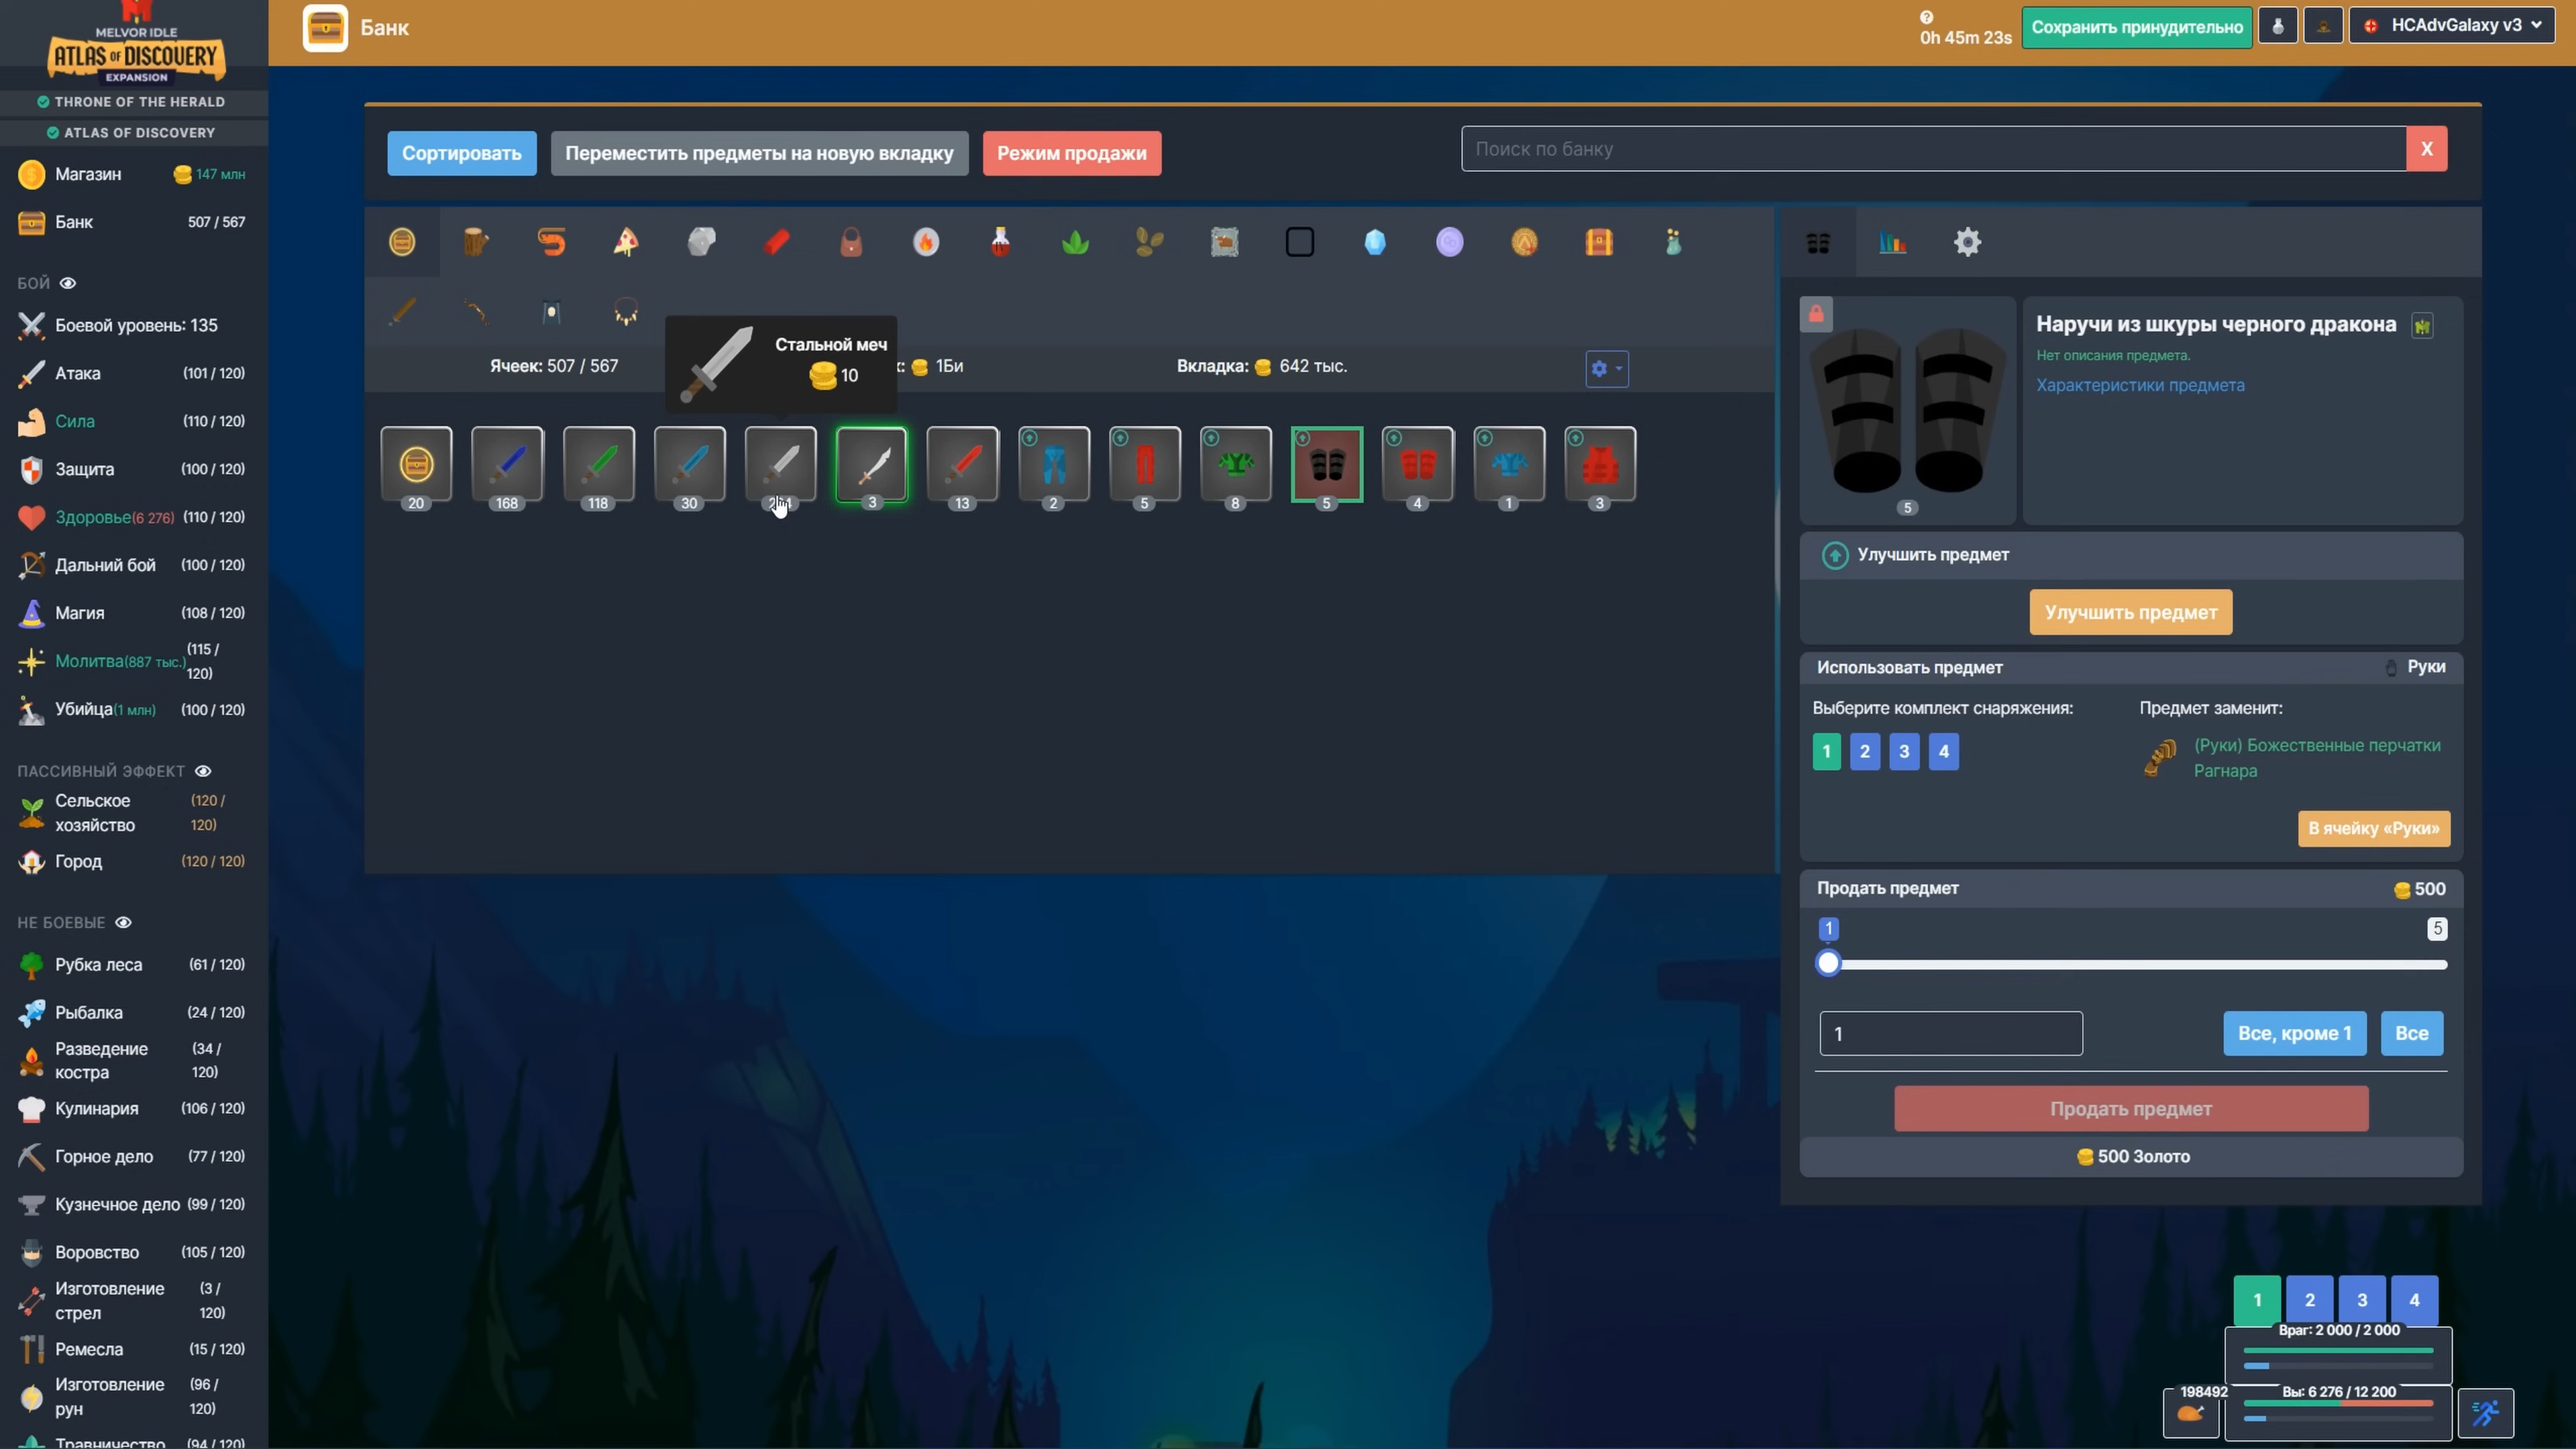 MELVOR IDLE
ATLAS OF DISCOVERY
EXPANSION
THRONE OF THE HERALD
ATLAS OF DISCOVERY
Магазин 147 млн
Банк 507 / 567
БОЙ
Боевой уровень: 135
Атака (101 / 120)
Сила (110 / 120)
Защита (100 / 120)
Здоровье(6 276) (110 / 120)
Дальний бой (100 / 120)
Магия (108 / 120)
Молитва(887 тыс.) (115 / 120)
Убийца(1 млн) (100 / 120)
ПАССИВНЫЙ ЭФФЕКТ
Сельское хозяйство (120 / 120)
Город (120 / 120)
НЕ БОЕВЫЕ
Рубка леса (61 / 120)
Рыбалка (24 / 120)
Разведение костра (34 / 120)
Кулинария (106 / 120)
Горное дело (77 / 120)
Кузнечное дело (99 / 120)
Воровство (105 / 120)
Изготовление стрел (3 / 120)
Ремесла (15 / 120)
Изготовление рун (96 / 120)
Травничество (94 / 120)
Банк
0h 45m 23s
Сохранить принудительно
HCAdvGalaxy v3
Сортировать
Переместить предметы на новую вкладку
Режим продажи
Поиск по банку
X
Стальной меч
10
Ячеек: 507 / 567
1Би
Вкладка: 642 тыс.
20 168 118 30 3 13 2 5 8 5 4 1 3
5
Наручи из шкуры черного дракона
Нет описания предмета.
Характеристики предмета
Улучшить предмет
Улучшить предмет
Использовать предмет
Руки
Выберите комплект снаряжения:
1 2 3 4
Предмет заменит:
(Руки) Божественные перчатки
Рагнара
В ячейку «Руки»
Продать предмет
500
1
5
1
Все, кроме 1
Все
Продать предмет
500 Золото
1 2 3 4
Враг: 2 000 / 2 000
198492
Вы: 6 276 / 12 200